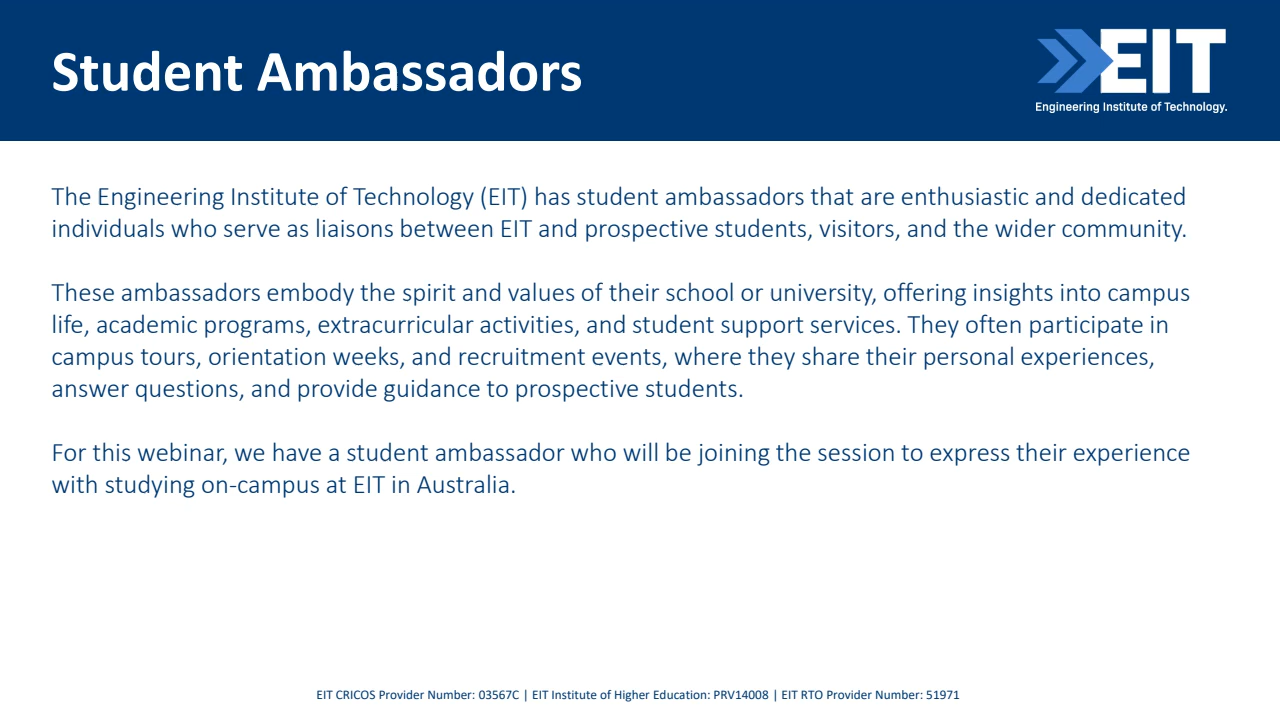 Student Ambassadors
EIT
Engineering Institute of Technology.
The Engineering Institute of Technology (EIT) has student ambassadors that are enthusiastic and dedicated
individuals who serve as liaisons between EIT and prospective students, visitors, and the wider community.
These ambassadors embody the spirit and values of their school or university, offering insights into campus
life, academic programs, extracurricular activities, and student support services. They often participate in
campus tours, orientation weeks, and recruitment events, where they share their personal experiences,
answer questions, and provide guidance to prospective students.
For this webinar, we have a student ambassador who will be joining the session to express their experience
with studying on-campus at EIT in Australia.
EIT CRICOS Provider Number: 03567C | EIT Institute of Higher Education: PRV14008 | EIT RTO Provider Number: 51971